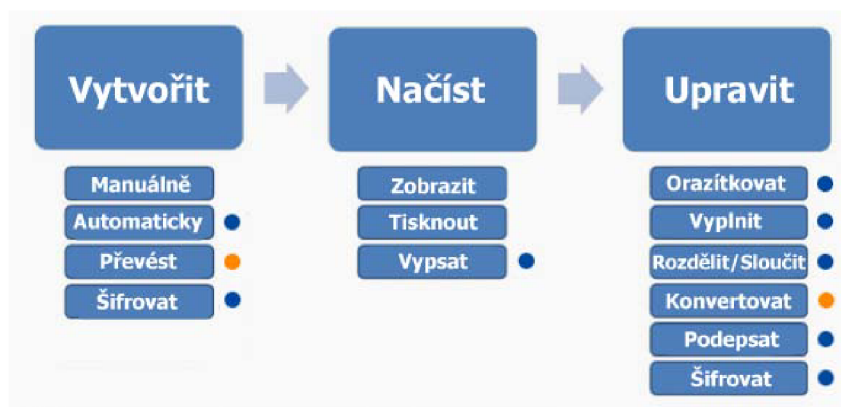 Vytvořit
Manuálně
Automaticky
Převést
Šifrovat
Načíst
Zobrazit
Tisknout
Vypsat
Upravit
Orazítkovat
Vyplnit
Rozdělit/Sloučit
Konvertovat
Podepsat
Šifrovat